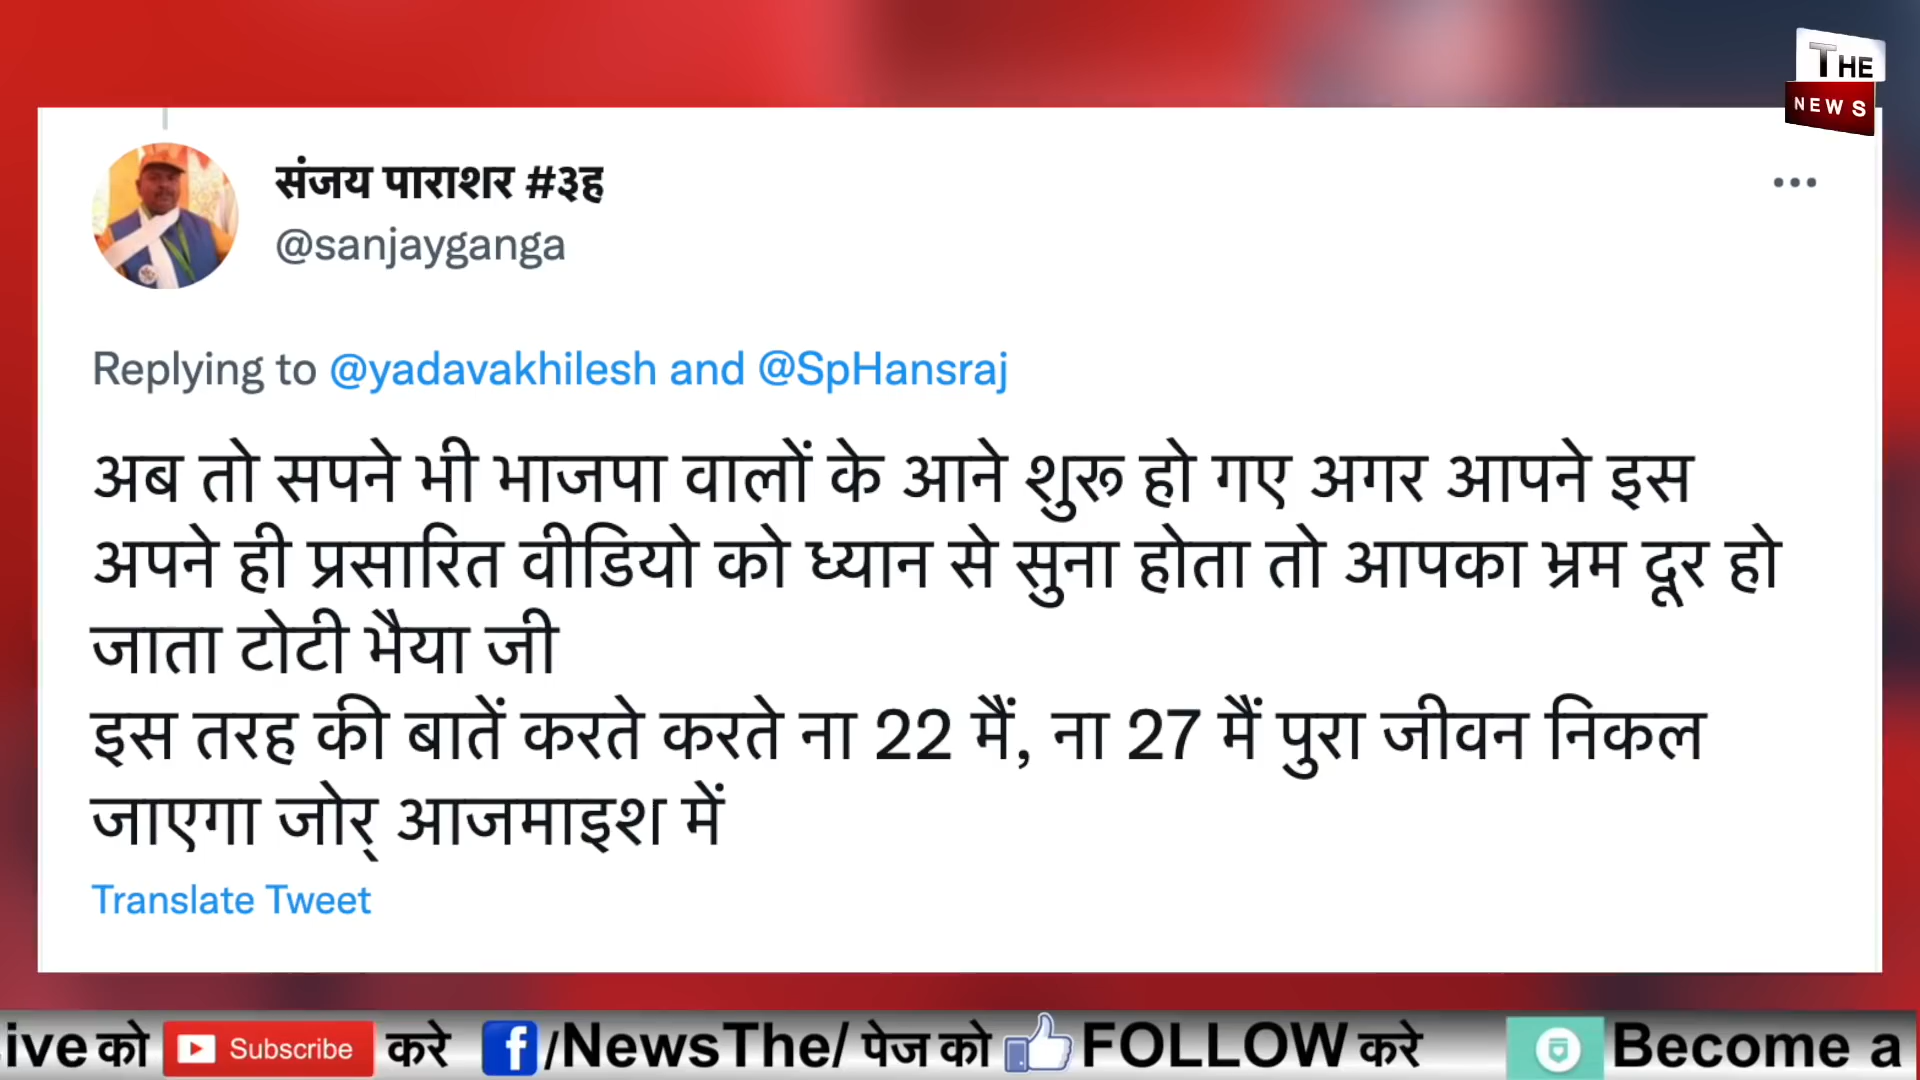 THE
NEWS
संजय पाराशर #३ह
@sanjayganga
Replying to @yadavakhilesh and @SpHansraj
अब तो सपने भी भाजपा वालों के आने शुरू हो गए अगर आपने इस
अपने ही प्रसारित वीडियो को ध्यान से सुना होता तो आपका भ्रम दूर हो
जाता टोटी भैया जी
इस तरह की बातें करते करते ना 22 मैं, ना 27 मैं पुरा जीवन निकल
जाएगा जोर् आजमाइश में
Translate Tweet
ive को Subscribe करे f/NewsThe/ पेज को FOLLOW करे Become a